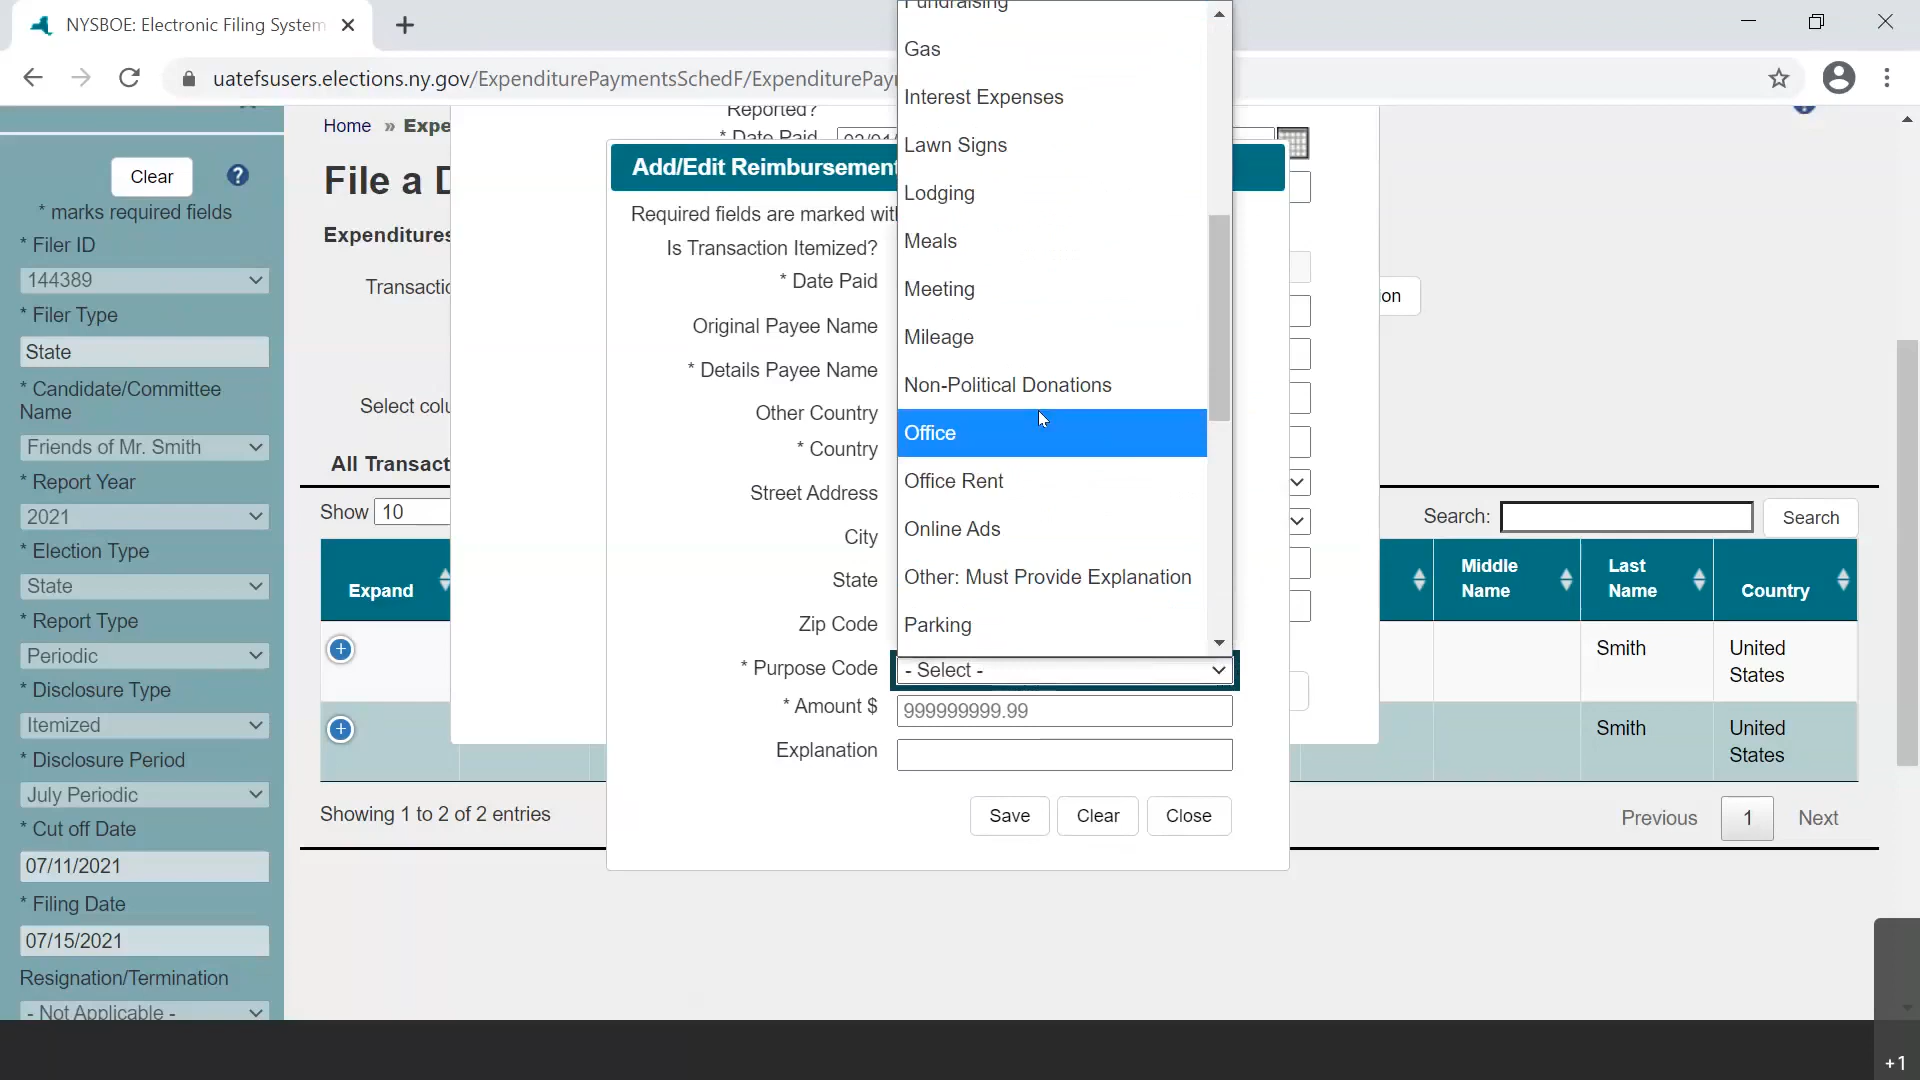 NYSBOE: Electronic Filing System
uatefsusers.elections.ny.gov/ExpenditurePaymentsSchedF/ExpenditurePay
Clear
* marks required fields
* Filer ID
144389
* Filer Type
State
* Candidate/Committee
Name
Friends of Mr. Smith
* Report Year
2021
* Election Type
State
* Report Type
Periodic
* Disclosure Type
Itemized
* Disclosure Period
July Periodic
* Cut off Date
07/11/2021
* Filing Date
07/15/2021
Resignation/Termination
- Not Applicable -
Home » Expe
File a D
Expenditures
Transactio
Select colu
All Transact
Show 10
Expand
Showing 1 to 2 of 2 entries
Reported?
* Date Paid
Add/Edit Reimbursement
Required fields are marked wit
Is Transaction Itemized?
* Date Paid
Original Payee Name
* Details Payee Name
Other Country
* Country
Street Address
City
State
Zip Code
* Purpose Code
- Select -
* Amount $
999999999.99
Explanation
Save
Clear
Close
Fundraising
Gas
Interest Expenses
Lawn Signs
Lodging
Meals
Meeting
Mileage
Non-Political Donations
Office
Office Rent
Online Ads
Other: Must Provide Explanation
Parking
on
Search:
Search
Middle
Name
Last
Name
Country
Smith
United
States
Smith
United
States
Previous
1
Next
+1